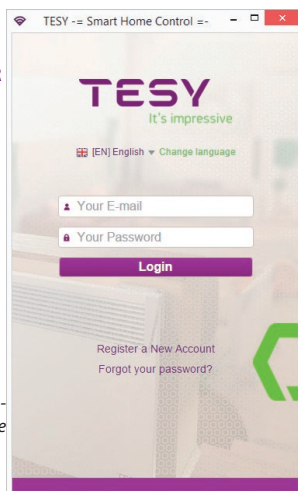 TESY -= Smart Home Control =-
TESY
It's impressive
[EN] English Change language
Your E-mail
Your Password
Login
Register a New Account
Forgot your password?
-
e